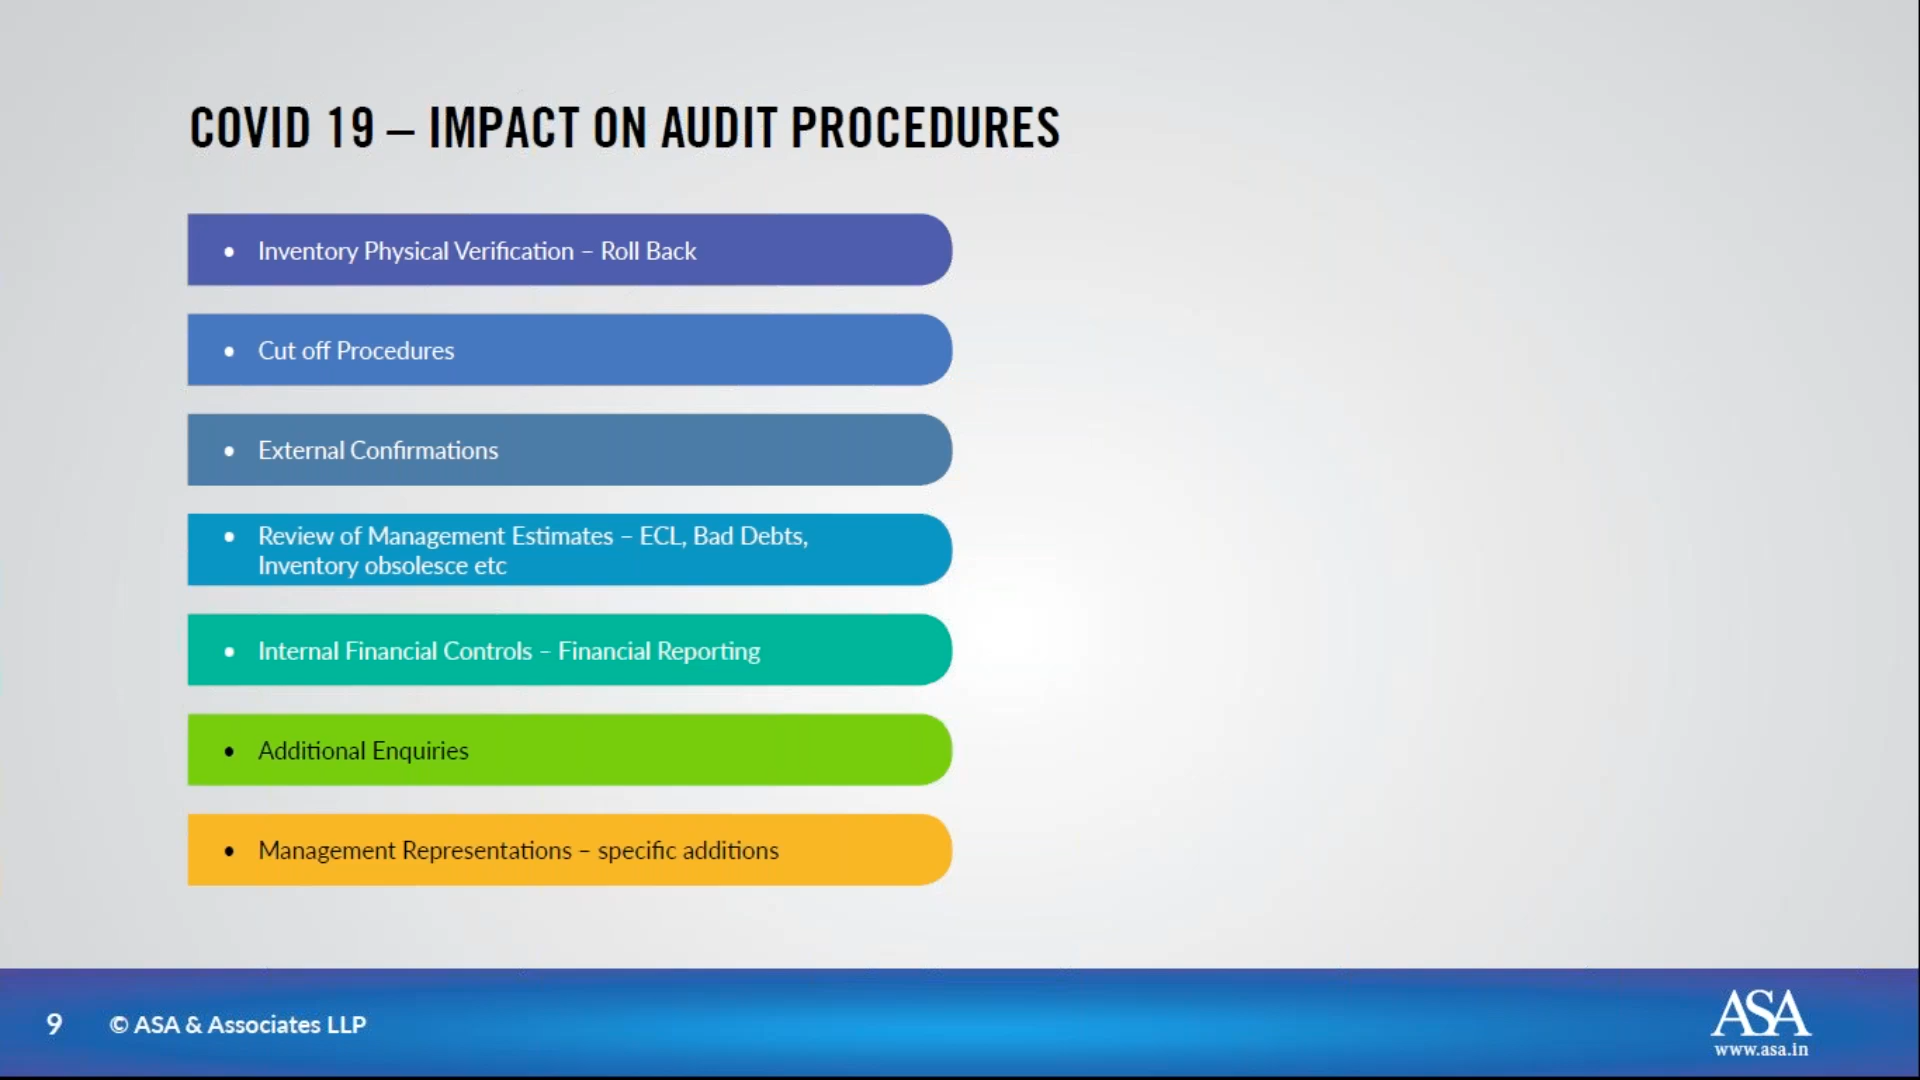 COVID 19 – IMPACT ON AUDIT PROCEDURES
• Inventory Physical Verification – Roll Back
• Cut off Procedures
• External Confirmations
• Review of Management Estimates – ECL, Bad Debts,
Inventory obsolesce etc
• Internal Financial Controls – Financial Reporting
• Additional Enquiries
• Management Representations – specific additions
9 © ASA & Associates LLP
ASA
www.asa.in